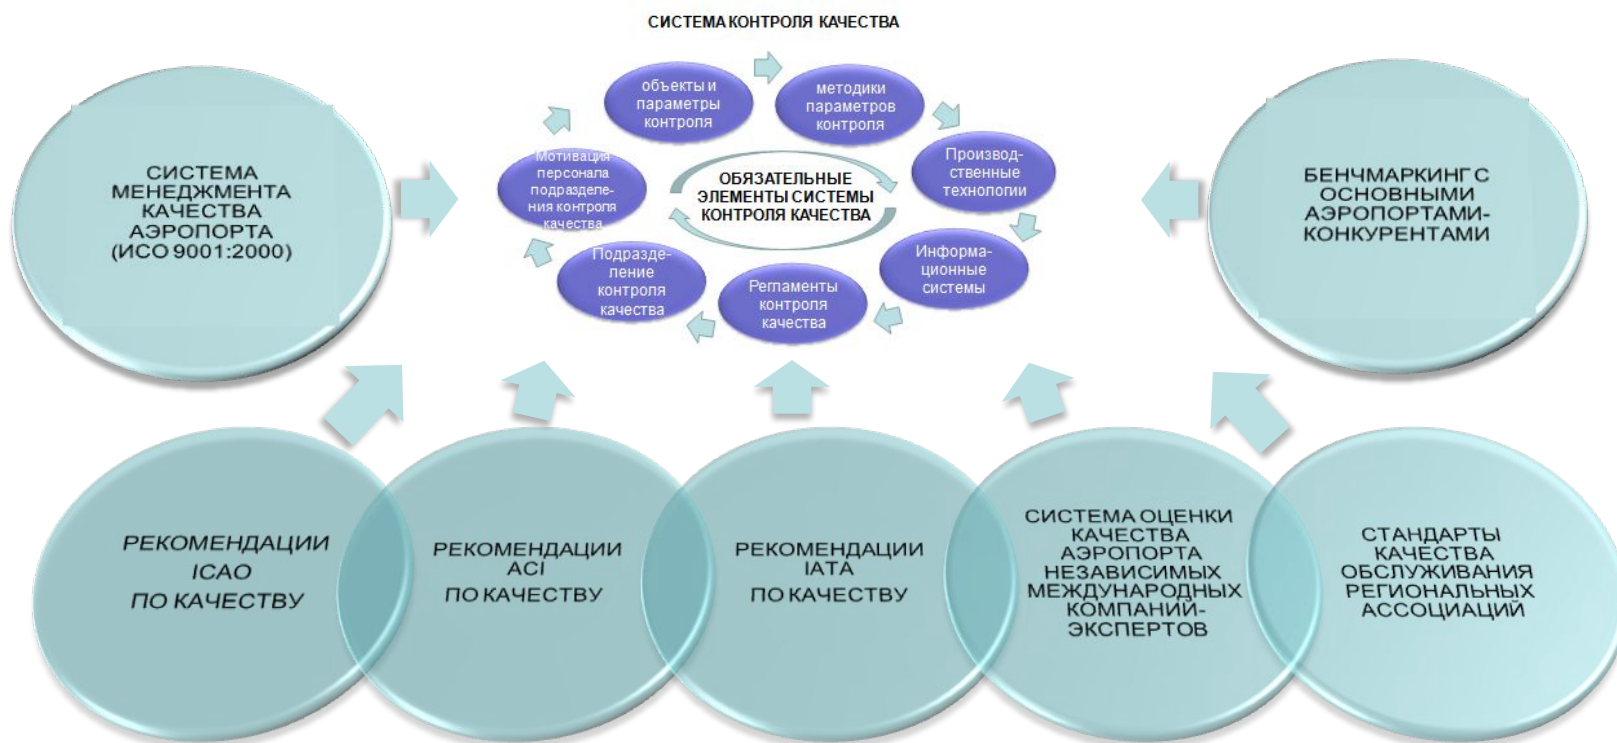 СИСТЕМА КОНТРОЛЯ КАЧЕСТВА
объекты и
параметры
контроля
методики
параметров
контроля
Производ-
ственные
технологии
Информа-
ционные
системы
Регламенты
контроля
качества
Подразде-
ление
контроля
качества
Мотивация
персонала
подразделе-
ния контроля
качества
ОБЯЗАТЕЛЬНЫЕ
ЭЛЕМЕНТЫ СИСТЕМЫ
КОНТРОЛЯ КАЧЕСТВА
СИСТЕМА
МЕНЕДЖМЕНТА
КАЧЕСТВА
АЭРОПОРТА
(ИСО 9001:2000)
БЕНЧМАРКИНГ С
ОСНОВНЫМИ
АЭРОПОРТАМИ-
КОНКУРЕНТАМИ
РЕКОМЕНДАЦИИ
ICAO
ПО КАЧЕСТВУ
РЕКОМЕНДАЦИИ
ACI
ПО КАЧЕСТВУ
РЕКОМЕНДАЦИИ
IATA
ПО КАЧЕСТВУ
СИСТЕМА ОЦЕНКИ
КАЧЕСТВА
АЭРОПОРТА
НЕЗАВИСИМЫХ
МЕЖДУНАРОДНЫХ
КОМПАНИЙ-
ЭКСПЕРТОВ
СТАНДАРТЫ
КАЧЕСТВА
ОБСЛУЖИВАНИЯ
РЕГИОНАЛЬНЫХ
АССОЦИАЦИЙ